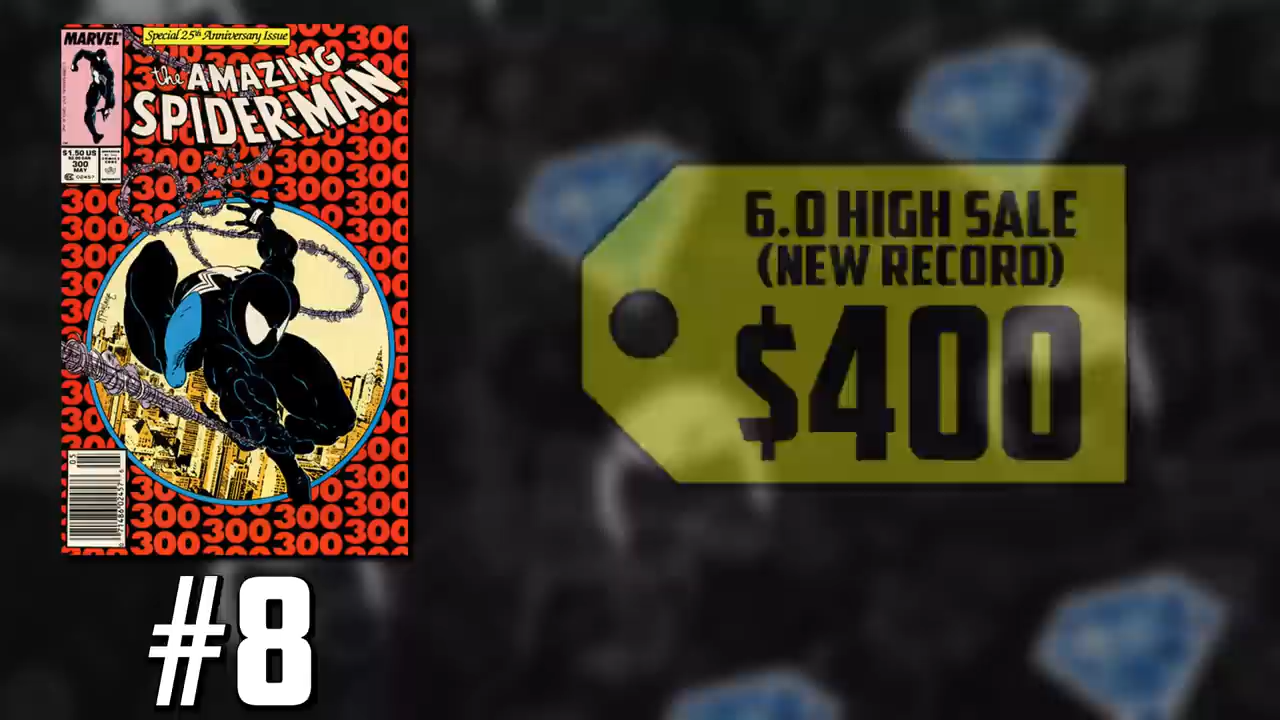 MARVEL
Special 25th Anniversary Issue
the AMAZING
SPIDER-MAN
$1.50 US
300
MAY
02457
6.0 HIGH SALE
(NEW RECORD)
$400
#8